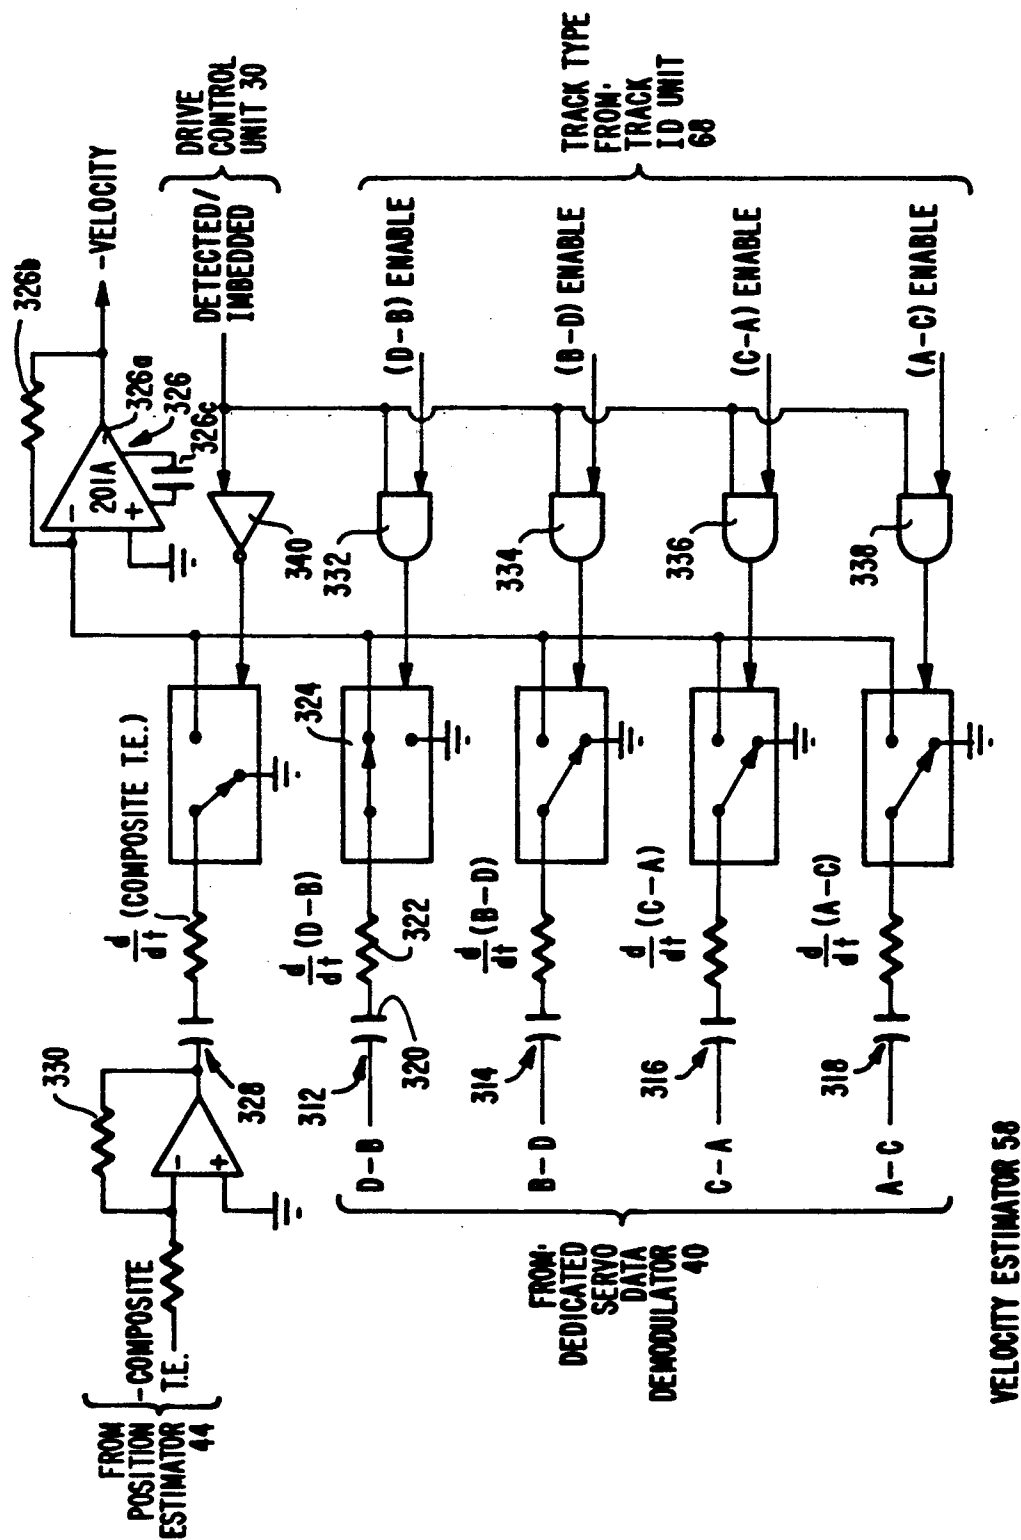 FROM
POSITION
ESTIMATOR
44
-COMPOSITE
T.E.
-
+
330
328
d/dt (COMPOSITE T.E.)
326b
-
+
201A
326a
326
326c
-VELOCITY
DETECTED/
IMBEDDED
DRIVE
CONTROL
UNIT 30
340
FROM:
DEDICATED
SERVO
DATA
DEMODULATOR
40
D-B
312
320
d/dt (D-B)
322
324
332
(D-B) ENABLE
B-D
314
d/dt (B-D)
334
(B-D) ENABLE
C-A
316
d/dt (C-A)
336
(C-A) ENABLE
A-C
318
d/dt (A-C)
338
(A-C) ENABLE
TRACK TYPE
FROM:
TRACK
ID UNIT
68
VELOCITY ESTIMATOR 58